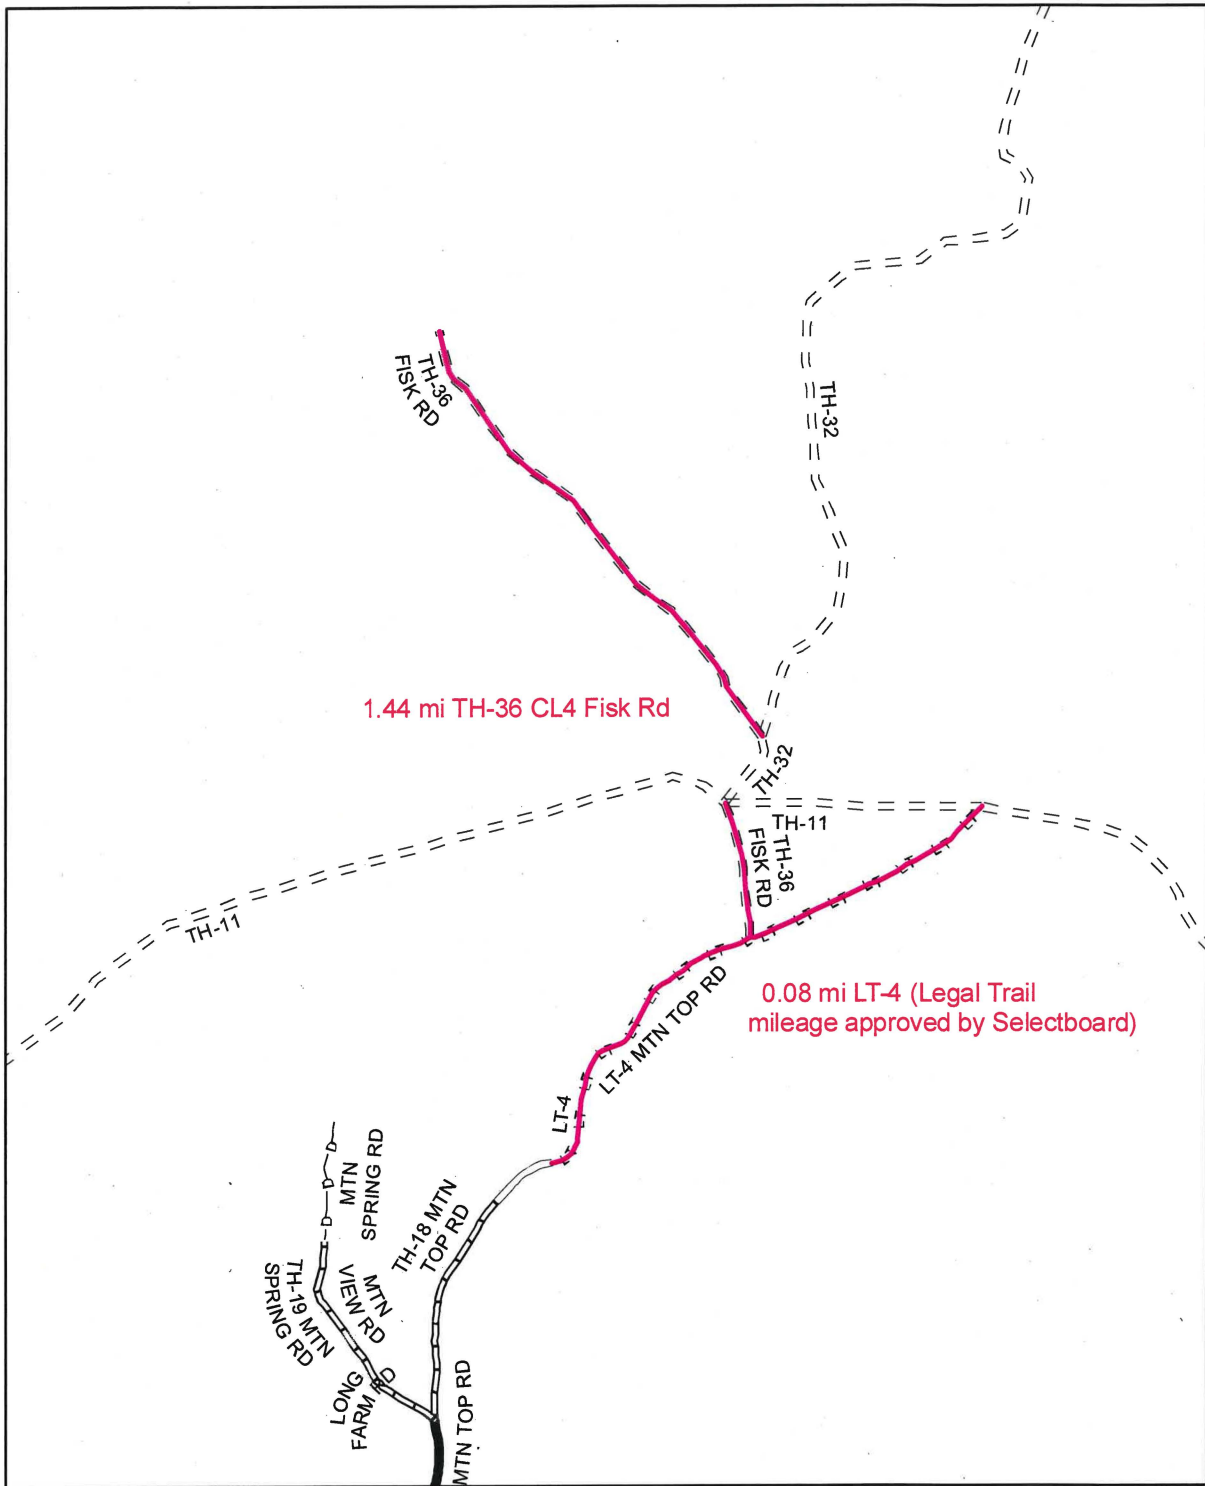 TH-36
FISK RD
TH-32
1.44 mi TH-36 CL4 Fisk Rd
TH-32
TH-11
TH-36
FISK RD
TH-11
0.08 mi LT-4 (Legal Trail
mileage approved by Selectboard)
LT-4 MTN TOP RD
LT-4
MTN
SPRING RD
TH-18 MTN
TOP RD
MTN
VIEW RD
TH-19 MTN
SPRING RD
LONG
FARM RD
MTN TOP RD